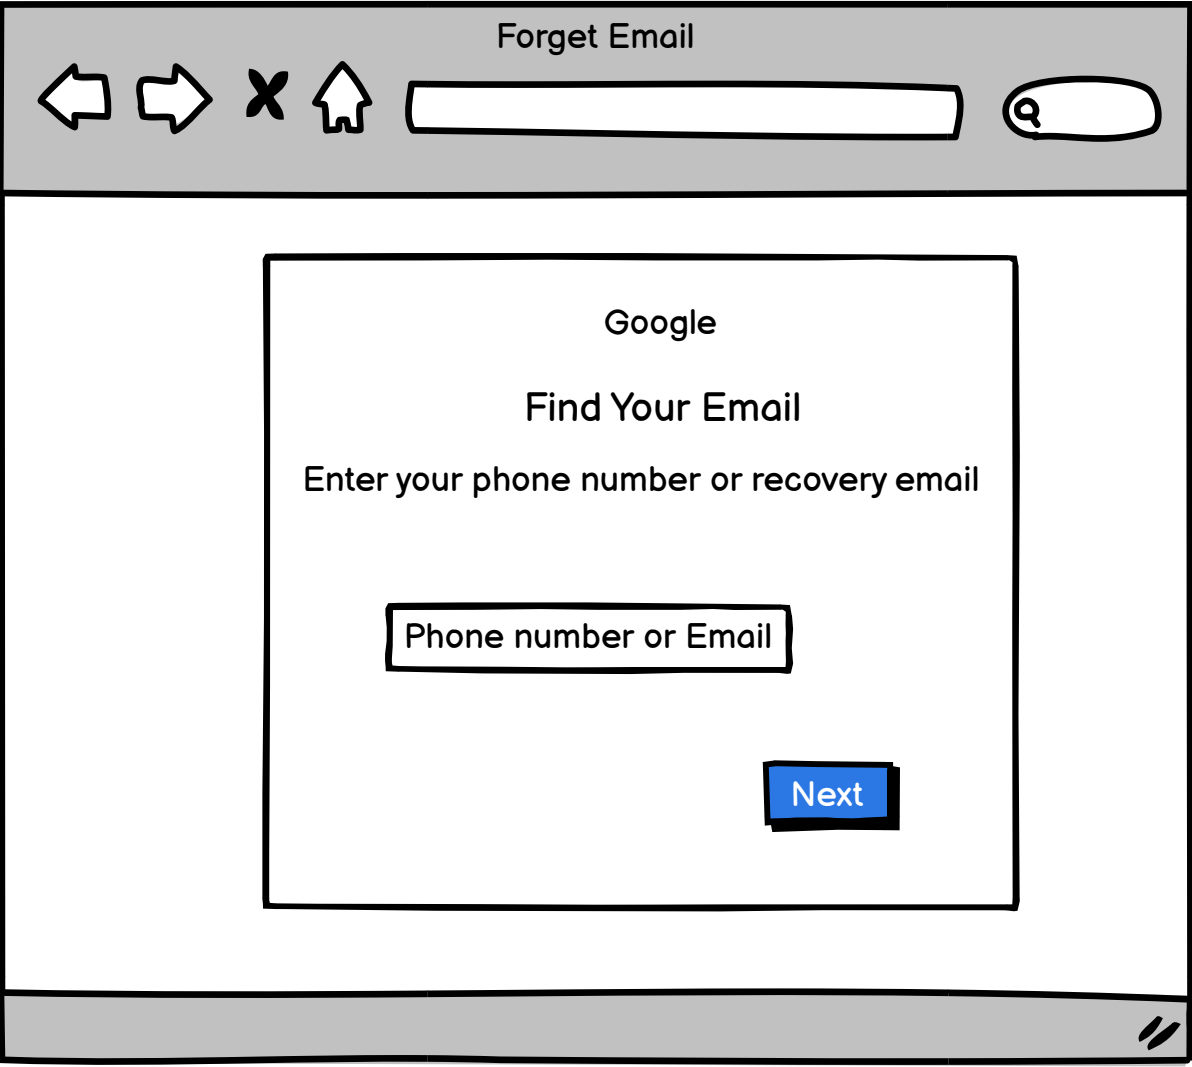 Forget Email
Google
Find Your Email
Enter your phone number or recovery email
Phone number or Email
Next